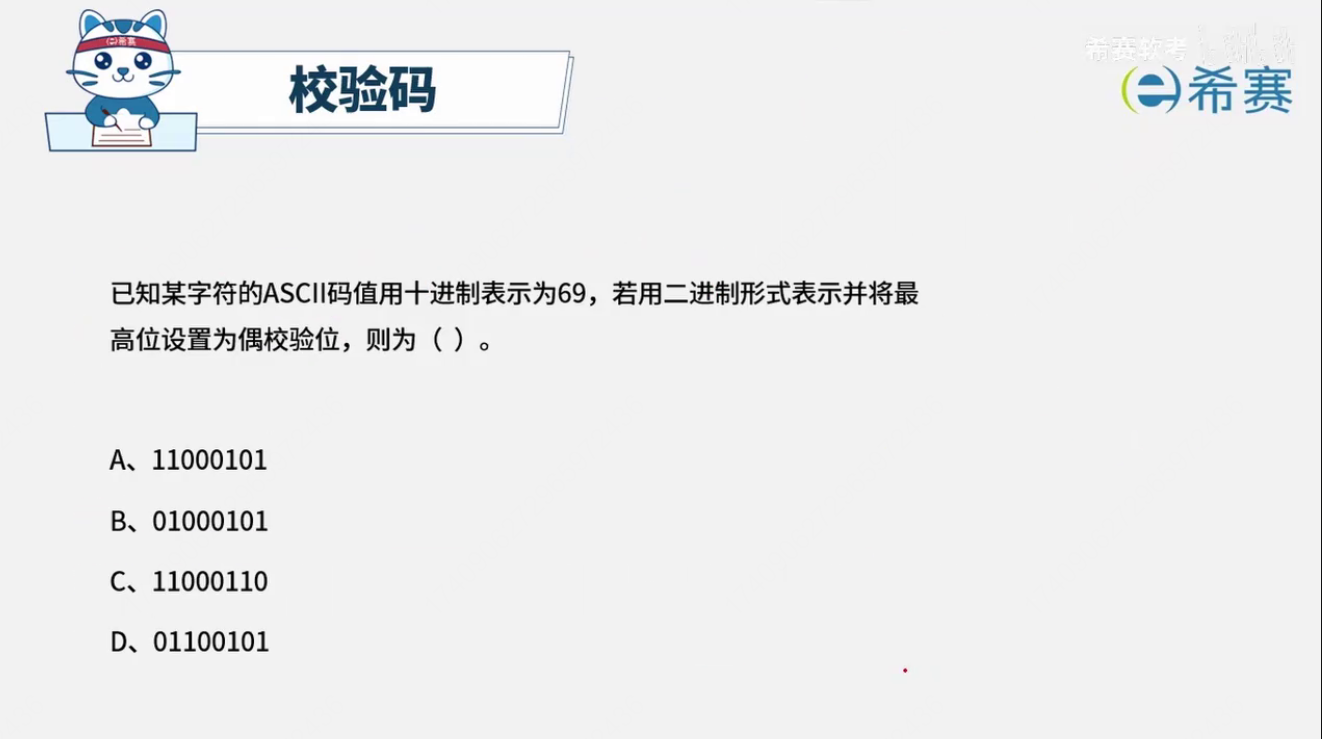 校验码
希赛软考
希赛
已知某字符的ASCII码值用十进制表示为69，若用二进制形式表示并将最
高位设置为偶校验位，则为（ ）。
A、11000101
B、01000101
C、11000110
D、01100101